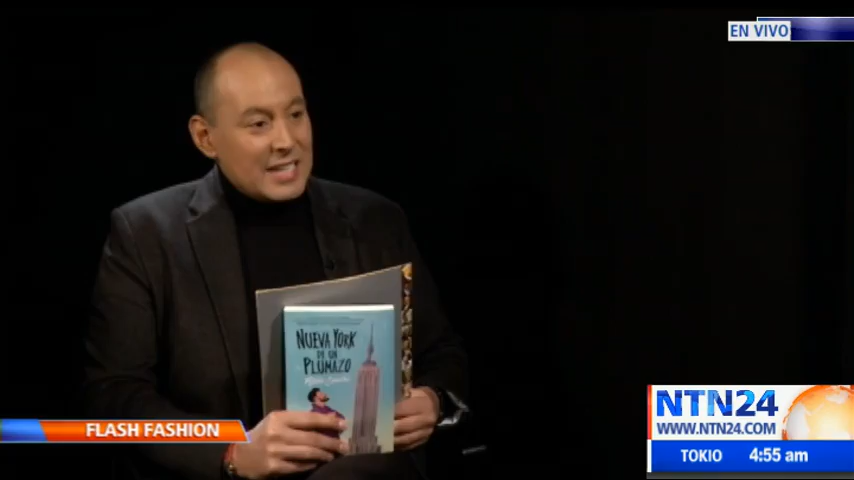 EN VIVO
NUEVA YORK
DE UN
PLUMAZO
FLASH FASHION
NTN24
WWW.NTN24.COM
TOKIO 4:55 am